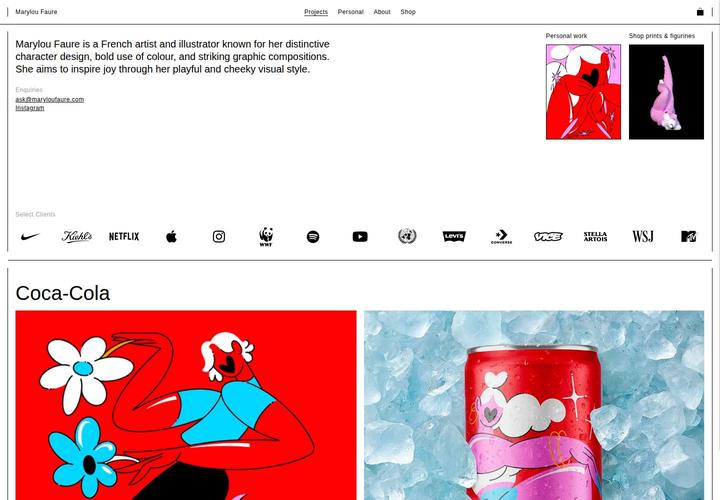 Marylou Faure
Projects
Personal
About
Shop
Marylou Faure is a French artist and illustrator known for her distinctive
character design, bold use of colour, and striking graphic compositions.
She aims to inspire joy through her playful and cheeky visual style.
Enquiries
ask@maryloufaure.com
Instagram
Personal work
Shop prints & figurines
Select Clients
Kiehl's
NETFLIX
WWF
Levi's
CONVERSE
VICE
STELLA
ARTOIS
WSJ
MTV
Coca-Cola